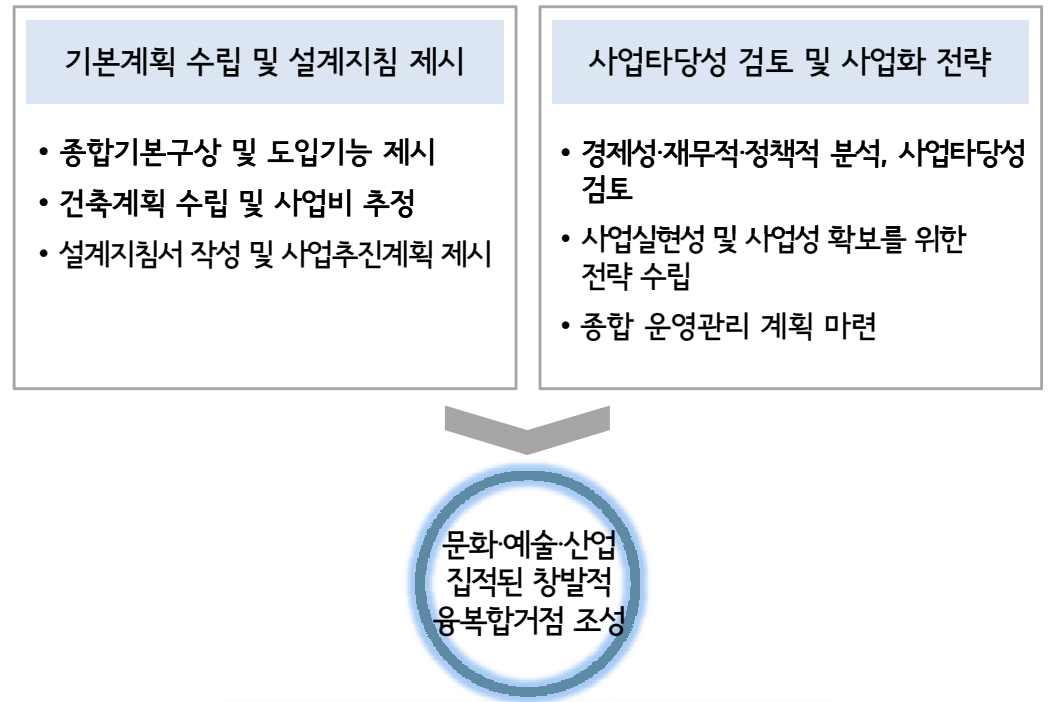 기본계획 수립 및 설계지침 제시
• 종합기본구상 및 도입기능 제시
• 건축계획 수립 및 사업비 추정
• 설계지침서 작성 및 사업추진계획 제시
사업타당성 검토 및 사업화 전략
• 경제성·재무적·정책적 분석, 사업타당성
검토
• 사업실현성 및 사업성 확보를 위한
전략 수립
• 종합 운영관리 계획 마련
문화·예술·산업
집적된 창발적
융복합거점 조성